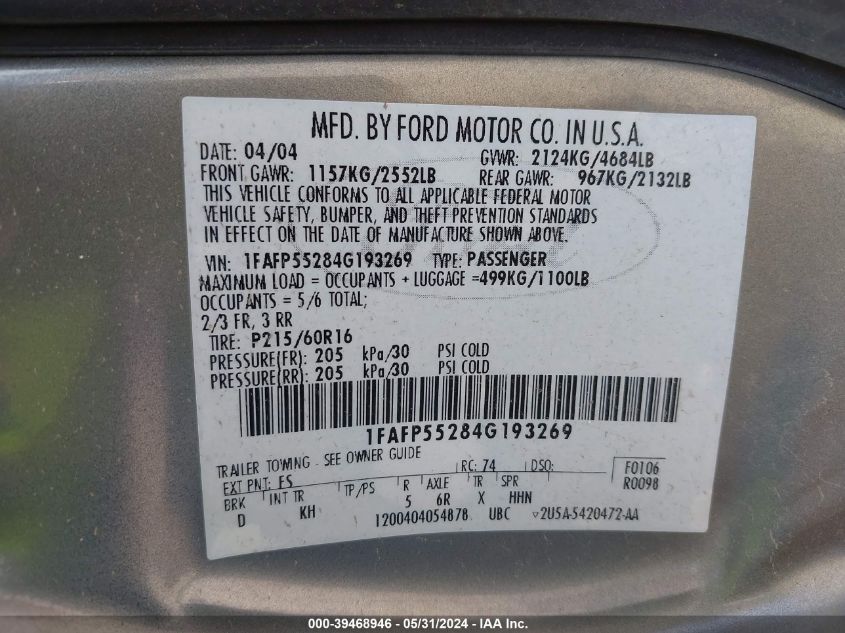 MFD. BY FORD MOTOR CO. IN U.S.A.
DATE: 04/04 GVWR: 2124KG/4684LB
FRONT GAWR: 1157KG/2552LB REAR GAWR: 967KG/2132LB
THIS VEHICLE CONFORMS TO ALL APPLICABLE FEDERAL MOTOR
VEHICLE SAFETY, BUMPER, AND THEFT PREVENTION STANDARDS
IN EFFECT ON THE DATE OF MANUFACTURE SHOWN ABOVE.
VIN: 1FAFP55284G193269 TYPE: PASSENGER
MAXIMUM LOAD = OCCUPANTS + LUGGAGE =499KG/1100LB
OCCUPANTS = 5/6 TOTAL;
2/3 FR, 3 RR
TIRE: P215/60R16
PRESSURE(FR): 205 kPa/30 PSI COLD
PRESSURE(RR): 205 kPa/30 PSI COLD
1FAFP55284G193269
TRAILER TOWING - SEE OWNER GUIDE
EXT PNT: FS RC: 74 DSO: F0106
BRK INT TR TP/PS R AXLE TR SPR R0098
D KH 5 6R X HHN
1200404054878 UBC 2U5A-5420472-AA
000-39468946 - 05/31/2024 - IAA Inc.